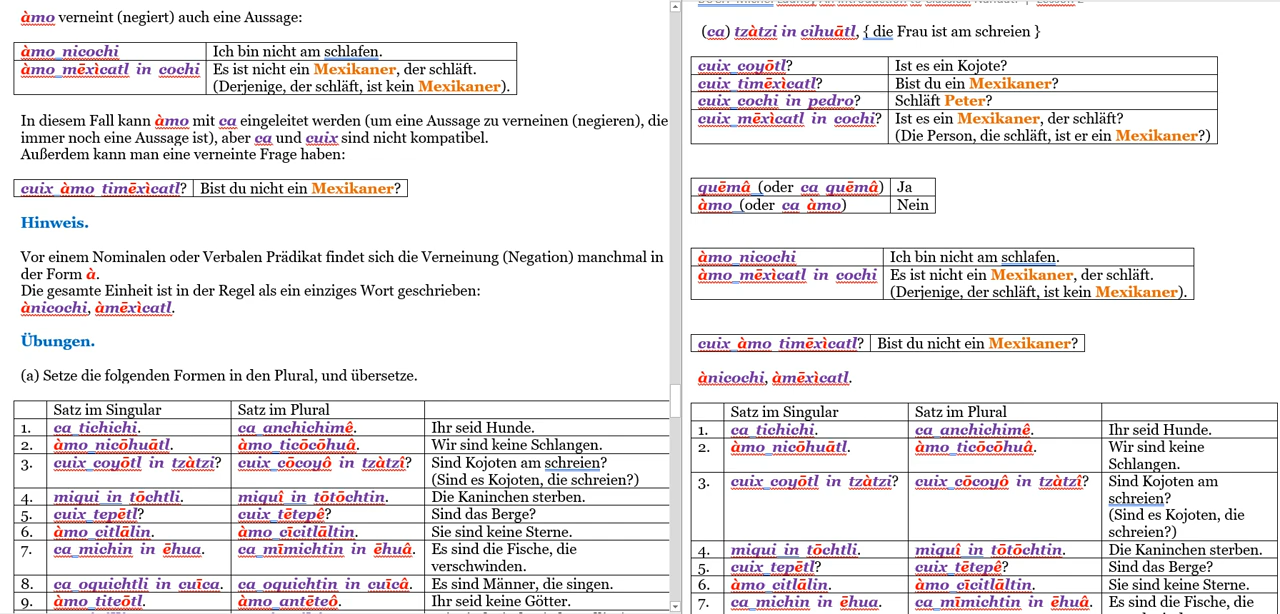 àmo verneint (negiert) auch eine Aussage:
àmo nicochi Ich bin nicht am schlafen.
àmo mēxìcatl in cochi Es ist nicht ein Mexikaner, der schläft.
(Derjenige, der schläft, ist kein Mexikaner).
In diesem Fall kann àmo mit ca eingeleitet werden (um eine Aussage zu verneinen (negieren), die
immer noch eine Aussage ist), aber ca und cuix sind nicht kompatibel.
Außerdem kann man eine verneinte Frage haben:
cuix àmo timēxìcatl? Bist du nicht ein Mexikaner?
Hinweis.
Vor einem Nominalen oder Verbalen Prädikat findet sich die Verneinung (Negation) manchmal in
der Form à.
Die gesamte Einheit ist in der Regel als ein einziges Wort geschrieben:
ànicochi, àmēxìcatl.
Übungen.
(a) Setze die folgenden Formen in den Plural, und übersetze.
Satz im Singular Satz im Plural
1. ca tichichi. ca anchichimê. Ihr seid Hunde.
2. àmo nicōhuātl. àmo ticōcōhuâ. Wir sind keine Schlangen.
3. cuix coyōtl in tzàtzi? cuix cōcoyô in tzàtzî? Sind Kojoten am schreien?
(Sind es Kojoten, die schreien?)
4. miqui in tōchtli. miquî in tōtōchtin. Die Kaninchen sterben.
5. cuix tepētl? cuix tētepê? Sind das Berge?
6. àmo citlālin. àmo cīcitlāltin. Sie sind keine Sterne.
7. ca michin in ēhua. ca mīmichtin in ēhuâ. Es sind die Fische, die
verschwinden.
8. ca oquichtli in cuīca. ca oquichtin in cuīcâ. Es sind Männer, die singen.
9. àmo titeōtl. àmo antēteô. Ihr seid keine Götter.
(ca) tzàtzi in cihuātl, { die Frau ist am schreien }
cuix coyōtl? Ist es ein Kojote?
cuix timēxìcatl? Bist du ein Mexikaner?
cuix cochi in pedro? Schläft Peter?
cuix mēxìcatl in cochi? Ist es ein Mexikaner, der schläft?
(Die Person, die schläft, ist er ein Mexikaner?)
quēmâ (oder ca quēmâ) Ja
àmo (oder ca àmo) Nein
àmo nicochi Ich bin nicht am schlafen.
àmo mēxìcatl in cochi Es ist nicht ein Mexikaner, der schläft.
(Derjenige, der schläft, ist kein Mexikaner).
cuix àmo timēxìcatl? Bist du nicht ein Mexikaner?
ànicochi, àmēxìcatl.
Satz im Singular Satz im Plural
1. ca tichichi. ca anchichimê. Ihr seid Hunde.
2. àmo nicōhuātl. àmo ticōcōhuâ. Wir sind keine
Schlangen.
3. cuix coyōtl in tzàtzi? cuix cōcoyô in tzàtzî? Sind Kojoten am
schreien?
(Sind es Kojoten, die
schreien?)
4. miqui in tōchtli. miquî in tōtōchtin. Die Kaninchen sterben.
5. cuix tepētl? cuix tētepê? Sind das Berge?
6. àmo citlālin. àmo cīcitlāltin. Sie sind keine Sterne.
7. ca michin in ēhua. ca mīmichtin in ēhuâ. Es sind die Fische, die